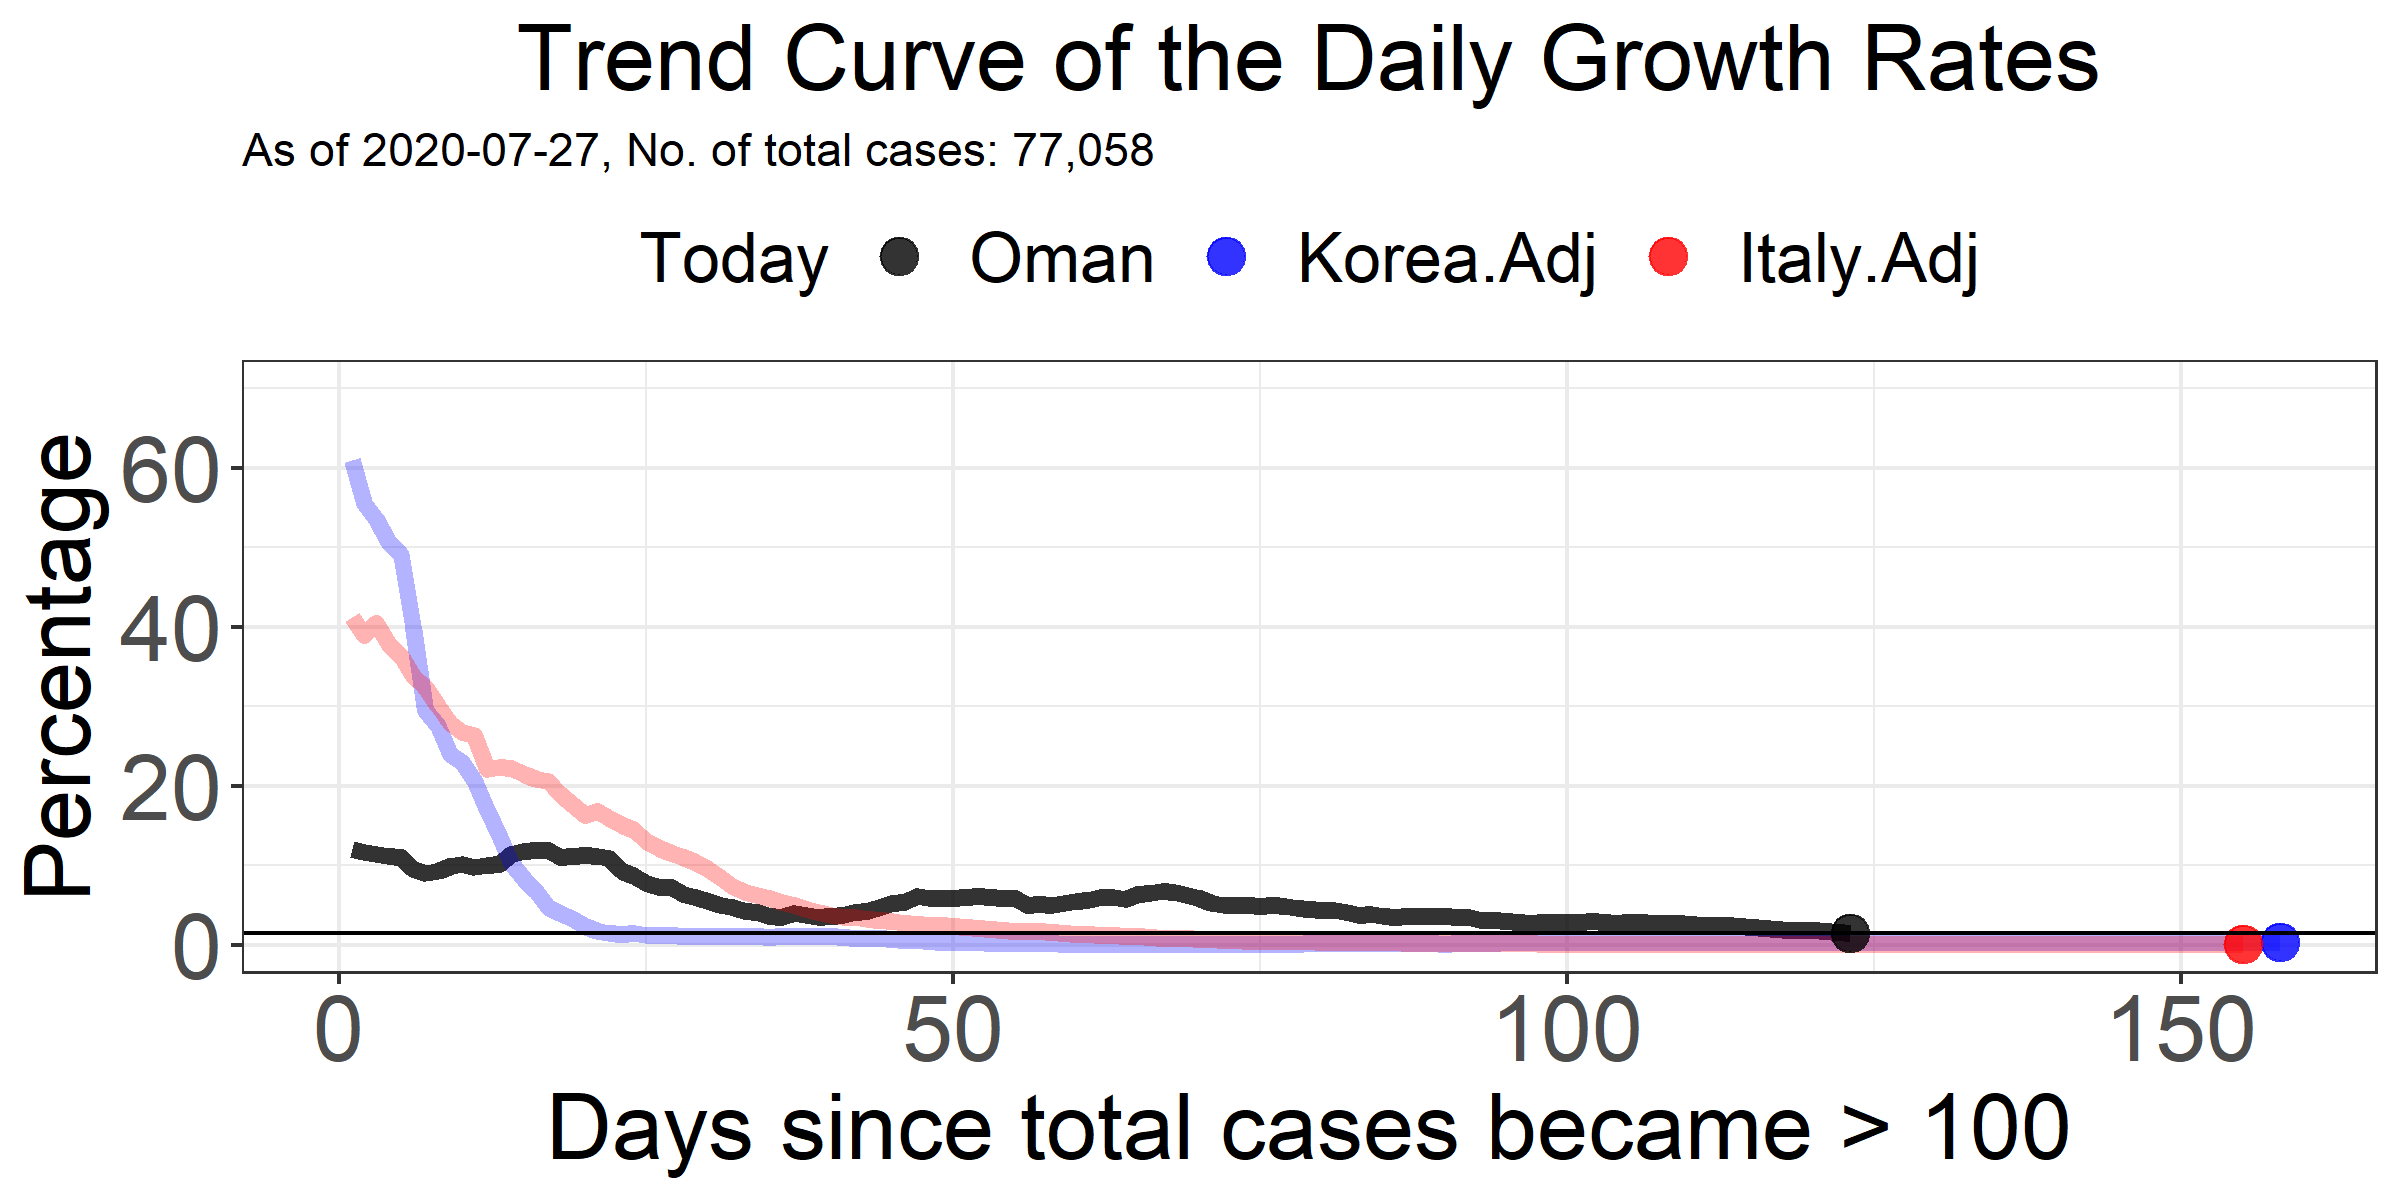 Trend Curve of the Daily Growth Rates
As of 2020-07-27, No. of total cases: 77,058
Today Oman Korea.Adj Italy.Adj
Percentage
60
40
20
0
0 50 100 150
Days since total cases became > 100